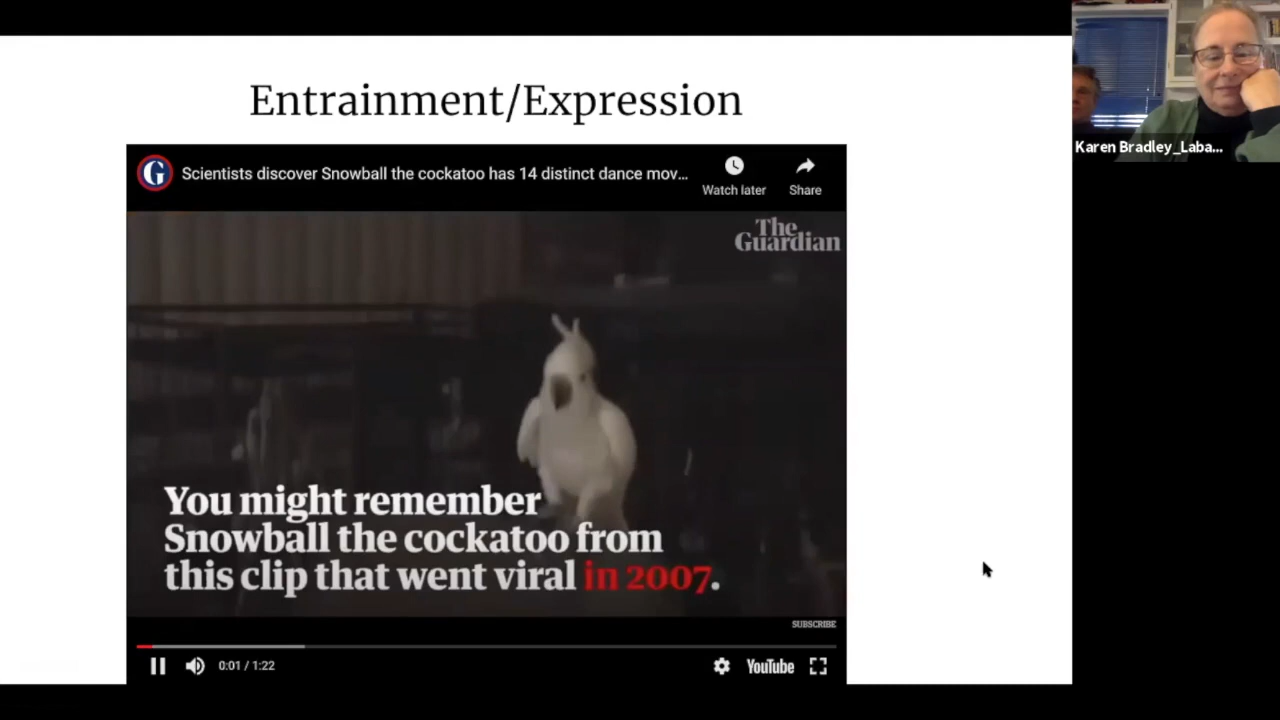 Entrainment/Expression
G
Scientists discover Snowball the cockatoo has 14 distinct dance mov...
Watch later
Share
The
Guardian
You might remember
Snowball the cockatoo from
this clip that went viral in 2007.
SUBSCRIBE
0:01 / 1:22
YouTube
Karen Bradley_Laba...